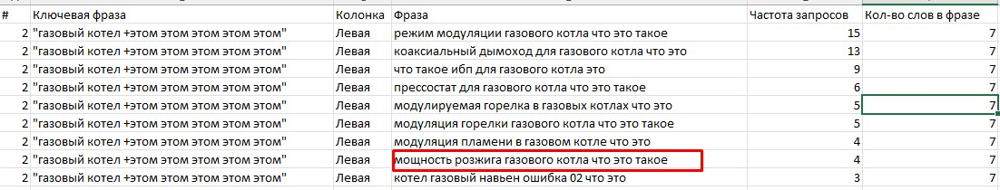 # Ключевая фраза Колонка Фраза Частота запросов Кол-во слов в фразе
2 "газовый котел +этом этом этом этом этом" Левая режим модуляции газового котла что это такое 15 7
2 "газовый котел +этом этом этом этом этом" Левая коаксиальный дымоход для газового котла что это 13 7
2 "газовый котел +этом этом этом этом этом" Левая что такое ибп для газового котла это 9 7
2 "газовый котел +этом этом этом этом этом" Левая прессостат для газового котла что это такое 6 7
2 "газовый котел +этом этом этом этом этом" Левая модулируемая горелка в газовых котлах что это 5 7
2 "газовый котел +этом этом этом этом этом" Левая модуляция горелки газового котла что это такое 5 7
2 "газовый котел +этом этом этом этом этом" Левая модуляция пламени в газовом котле что это 4 7
2 "газовый котел +этом этом этом этом этом" Левая мощность розжига газового котла что это такое 4 7
2 "газовый котел +этом этом этом этом этом" Левая котел газовый навьен ошибка 02 что это 3 7